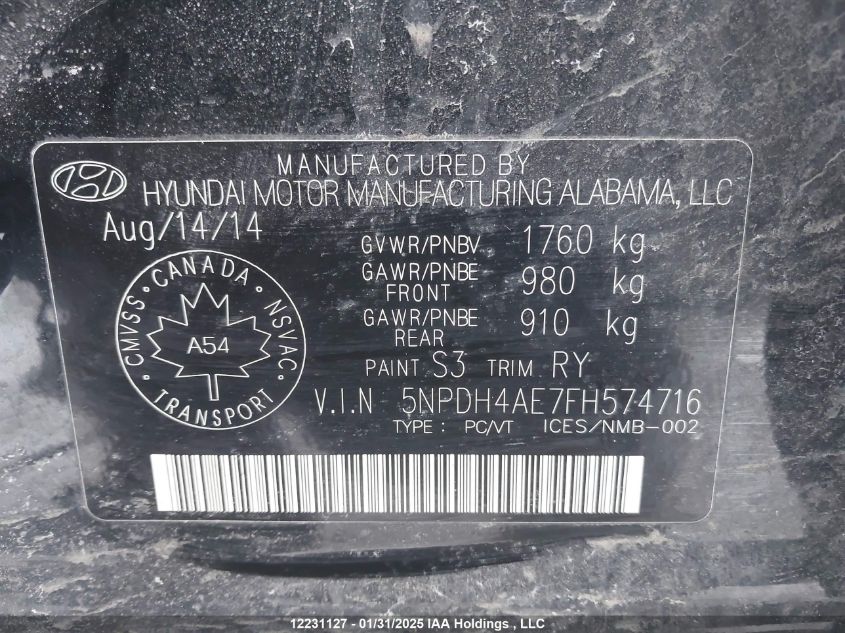 MANUFACTURED BY
HYUNDAI MOTOR MANUFACTURING ALABAMA, LLC
Aug/14/14
GVWR/PNBV 1760 kg
GAWR/PNBE FRONT 980 kg
GAWR/PNBE REAR 910 kg
PAINT S3 TRIM RY
V.I.N 5NPDH4AE7FH574716
TYPE : PC/VT ICES/NMB-002
CMVSS · CANADA · NSVAC · TRANSPORT ·
A54
12231127 - 01/31/2025 IAA Holdings , LLC